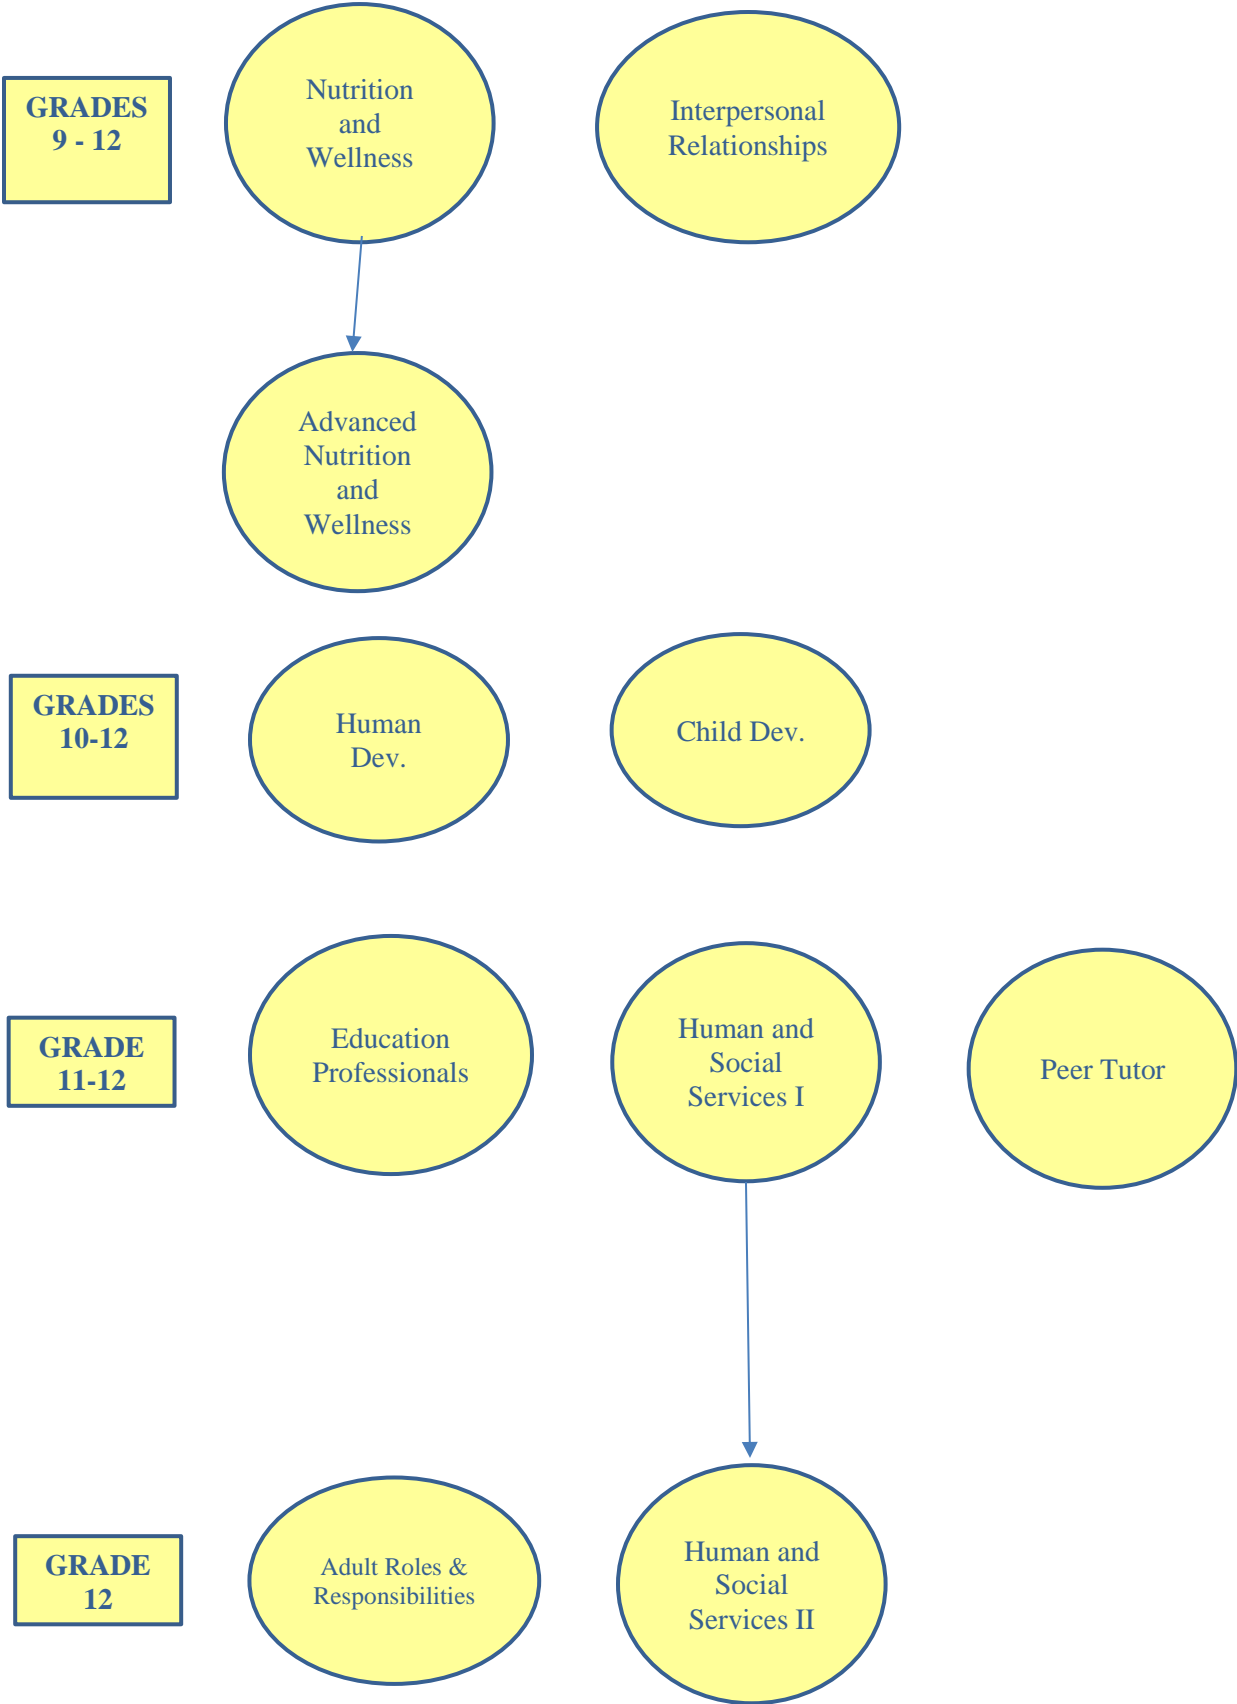 GRADES
9 - 12
Nutrition
and
Wellness
Interpersonal
Relationships
Advanced
Nutrition
and
Wellness
GRADES
10-12
Human
Dev.
Child Dev.
GRADE
11-12
Education
Professionals
Human and
Social
Services I
Peer Tutor
GRADE
12
Adult Roles &
Responsibilities
Human and
Social
Services II